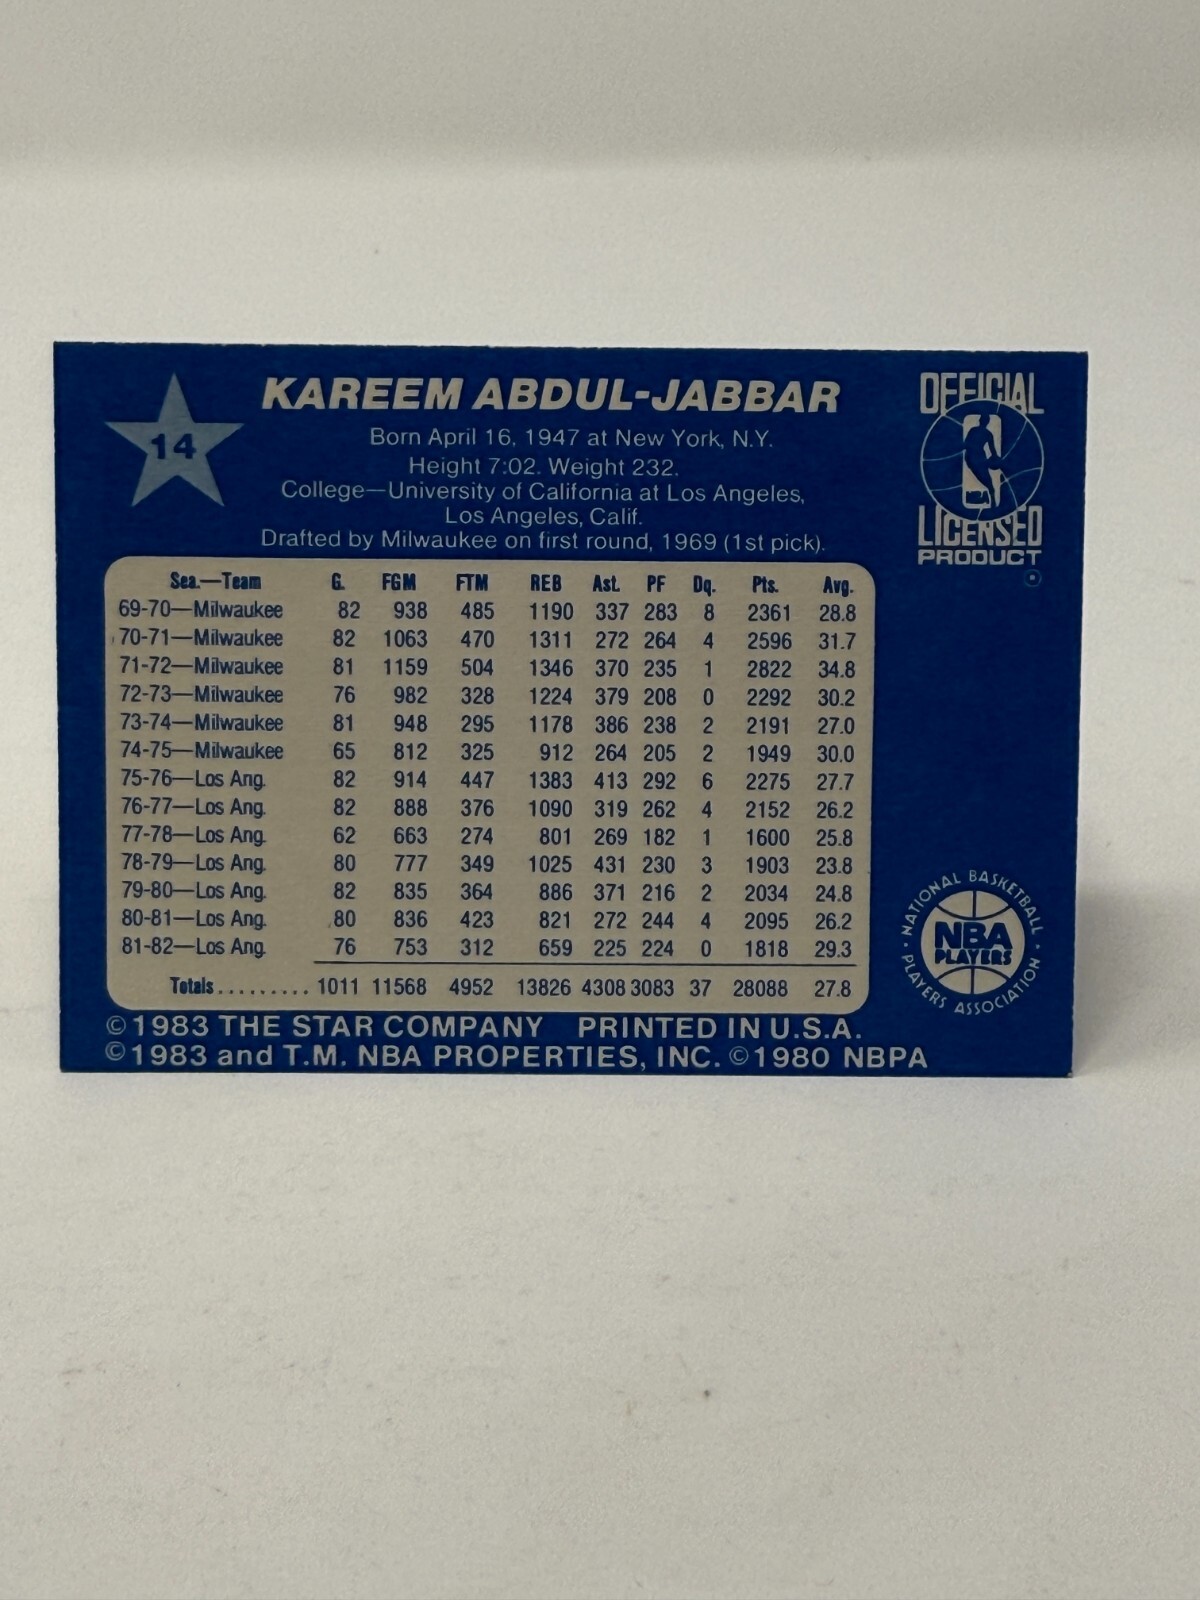 14
KAREEM ABDUL-JABBAR
Born April 16, 1947 at New York, N.Y.
Height 7:02. Weight 232.
College—University of California at Los Angeles,
Los Angeles, Calif.
Drafted by Milwaukee on first round, 1969 (1st pick).
OFFICIAL
NBA
LICENSED
PRODUCT
Sea.—Team G. FGM FTM REB Ast. PF Dq. Pts. Avg.
69-70—Milwaukee 82 938 485 1190 337 283 8 2361 28.8
70-71—Milwaukee 82 1063 470 1311 272 264 4 2596 31.7
71-72—Milwaukee 81 1159 504 1346 370 235 1 2822 34.8
72-73—Milwaukee 76 982 328 1224 379 208 0 2292 30.2
73-74—Milwaukee 81 948 295 1178 386 238 2 2191 27.0
74-75—Milwaukee 65 812 325 912 264 205 2 1949 30.0
75-76—Los Ang. 82 914 447 1383 413 292 6 2275 27.7
76-77—Los Ang. 82 888 376 1090 319 262 4 2152 26.2
77-78—Los Ang. 62 663 274 801 269 182 1 1600 25.8
78-79—Los Ang. 80 777 349 1025 431 230 3 1903 23.8
79-80—Los Ang. 82 835 364 886 371 216 2 2034 24.8
80-81—Los Ang. 80 836 423 821 272 244 4 2095 26.2
81-82—Los Ang. 76 753 312 659 225 224 0 1818 29.3
Totals......... 1011 11568 4952 13826 4308 3083 37 28088 27.8
NATIONAL BASKETBALL
NBA
PLAYERS
PLAYERS ASSOCIATION
©1983 THE STAR COMPANY PRINTED IN U.S.A.
©1983 and T.M. NBA PROPERTIES, INC. ©1980 NBPA